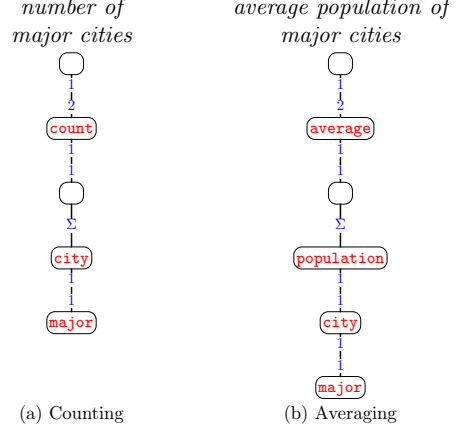 number of
major cities
1
2
count
1
1
Σ
city
1
1
major
(a) Counting
average population of
major cities
1
2
average
1
1
Σ
population
1
1
city
1
1
major
(b) Averaging